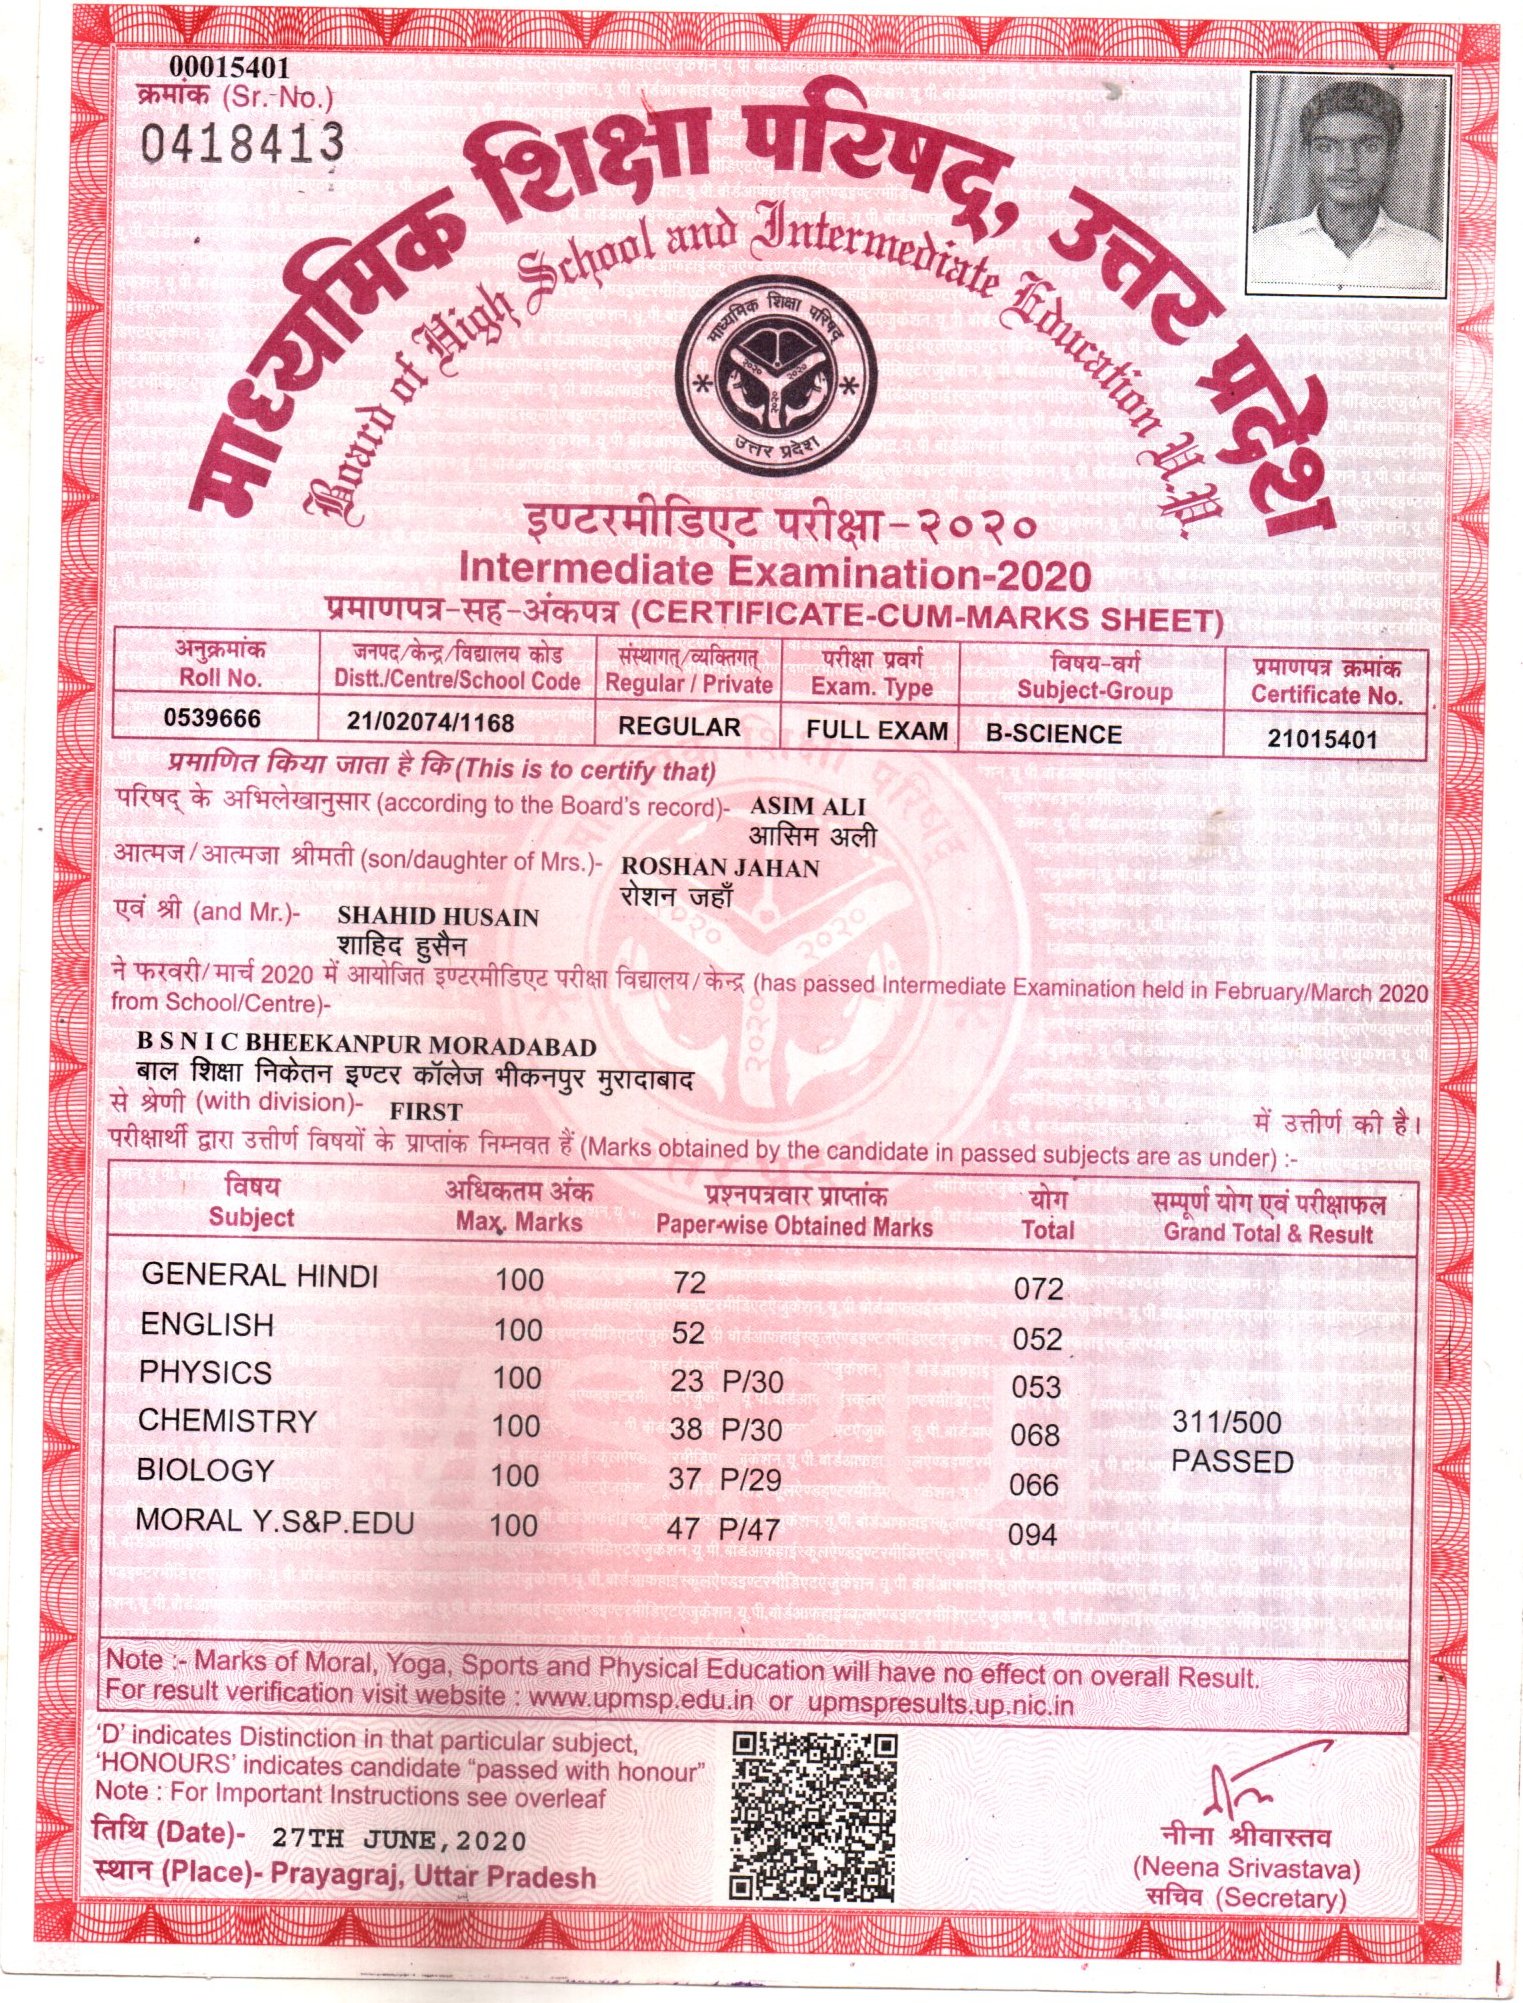 00015401
क्रमांक (Sr. No.)
0418413
माध्यमिक शिक्षा परिषद्, उत्तर प्रदेश
Board of High School and Intermediate Education U.P.
माध्यमिक शिक्षा परिषद्
२०२० २०२०
२०२०
उत्तर प्रदेश
इण्टरमीडिएट परीक्षा-२०२०
Intermediate Examination-2020
प्रमाणपत्र-सह-अंकपत्र (CERTIFICATE-CUM-MARKS SHEET)
अनुक्रमांक जनपद/केन्द्र/विद्यालय कोड संस्थागत्/व्यक्तिगत् परीक्षा प्रवर्ग विषय-वर्ग प्रमाणपत्र क्रमांक
Roll No. Distt./Centre/School Code Regular / Private Exam. Type Subject-Group Certificate No.
0539666 21/02074/1168 REGULAR FULL EXAM B-SCIENCE 21015401
प्रमाणित किया जाता है कि (This is to certify that)
परिषद् के अभिलेखानुसार (according to the Board's record)- ASIM ALI
आसिम अली
आत्मज/आत्मजा श्रीमती (son/daughter of Mrs.)- ROSHAN JAHAN
रोशन जहाँ
एवं श्री (and Mr.)- SHAHID HUSAIN
शाहिद हुसैन
ने फरवरी/मार्च 2020 में आयोजित इण्टरमीडिएट परीक्षा विद्यालय/केन्द्र (has passed Intermediate Examination held in February/March 2020
from School/Centre)-
B S N I C BHEEKANPUR MORADABAD
बाल शिक्षा निकेतन इण्टर कॉलेज भीकनपुर मुरादाबाद
से श्रेणी (with division)- FIRST में उत्तीर्ण की है।
परीक्षार्थी द्वारा उत्तीर्ण विषयों के प्राप्तांक निम्नवत हैं (Marks obtained by the candidate in passed subjects are as under) :-
विषय अधिकतम अंक प्रश्नपत्रवार प्राप्तांक योग सम्पूर्ण योग एवं परीक्षाफल
Subject Max. Marks Paper-wise Obtained Marks Total Grand Total & Result
GENERAL HINDI 100 72 072
ENGLISH 100 52 052
PHYSICS 100 23 P/30 053
CHEMISTRY 100 38 P/30 068 311/500
BIOLOGY 100 37 P/29 066 PASSED
MORAL Y.S&P.EDU 100 47 P/47 094
Note :- Marks of Moral, Yoga, Sports and Physical Education will have no effect on overall Result.
For result verification visit website : www.upmsp.edu.in or upmspresults.up.nic.in
'D' indicates Distinction in that particular subject,
'HONOURS' indicates candidate "passed with honour"
Note : For Important Instructions see overleaf
तिथि (Date)- 27TH JUNE,2020
स्थान (Place)- Prayagraj, Uttar Pradesh
नीना श्रीवास्तव
(Neena Srivastava)
सचिव (Secretary)